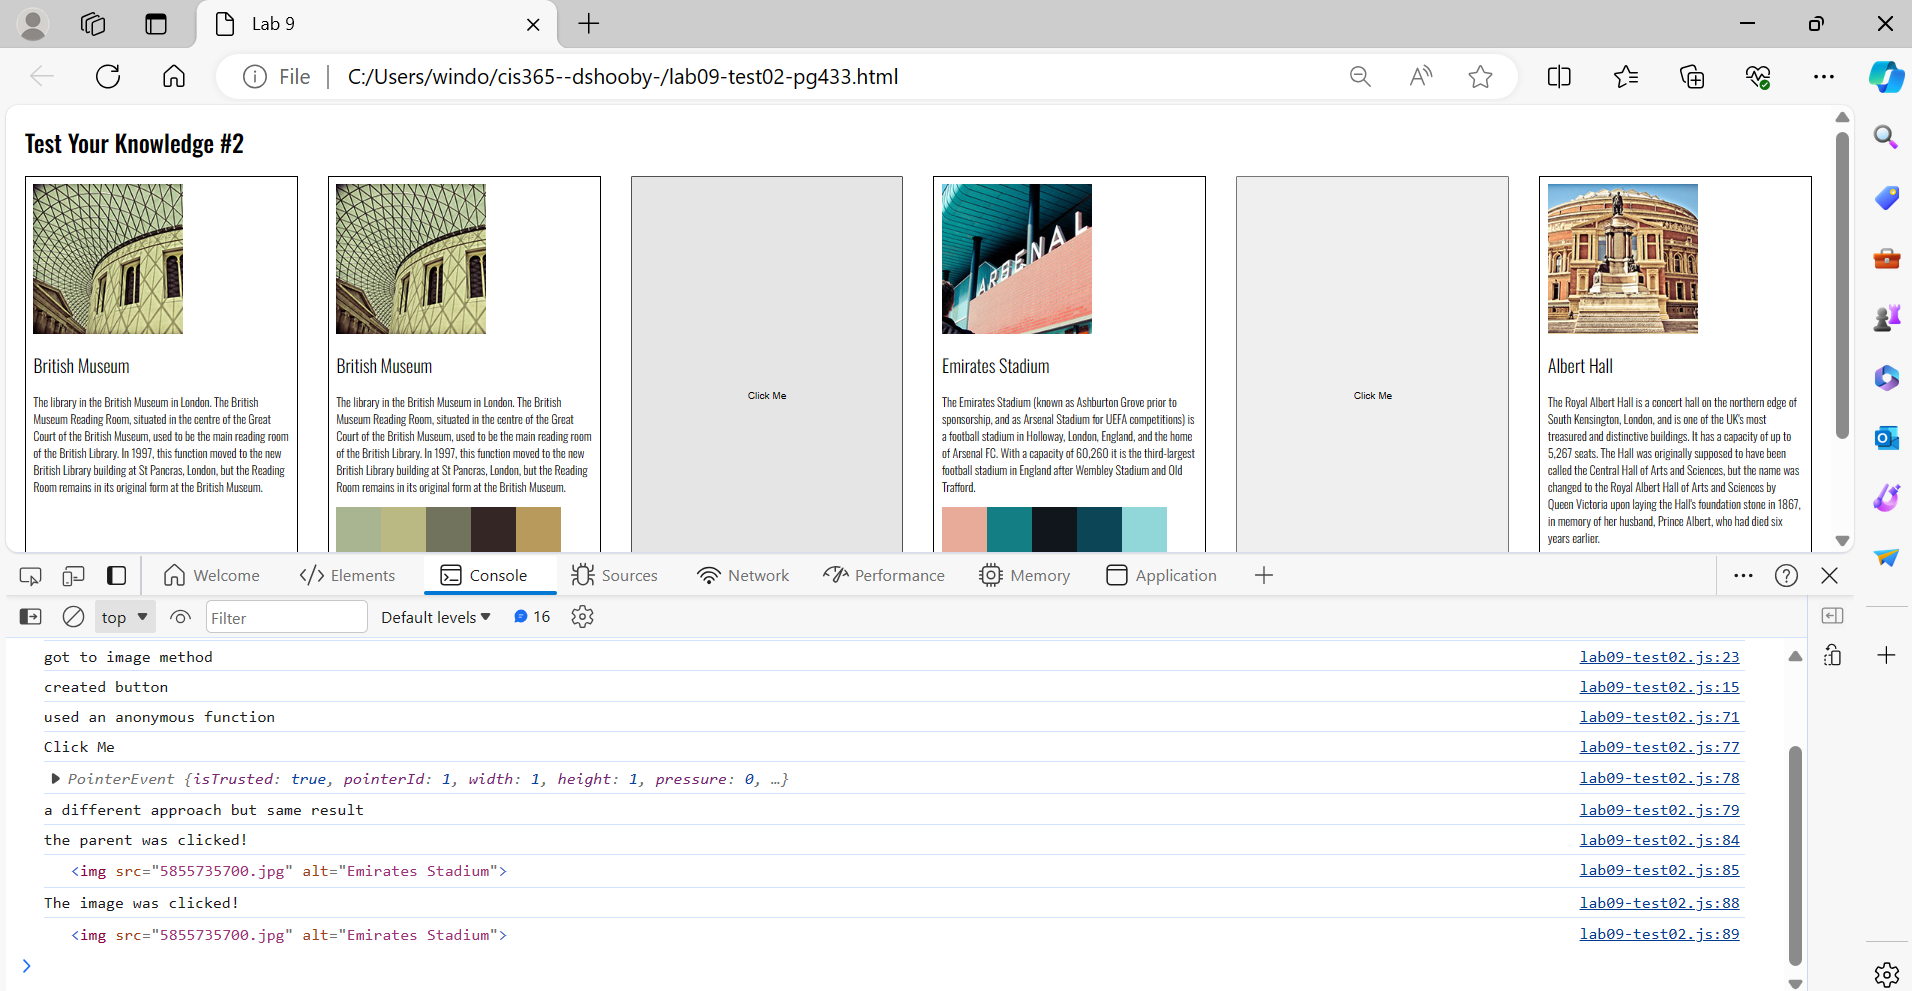 Lab 9
File
C:/Users/windo/cis365--dshooby-/lab09-test02-pg433.html
Test Your Knowledge #2
British Museum
The library in the British Museum in London. The British
Museum Reading Room, situated in the centre of the Great
Court of the British Museum, used to be the main reading room
of the British Library. In 1997, this function moved to the new
British Library building at St Pancras, London, but the Reading
Room remains in its original form at the British Museum.
British Museum
The library in the British Museum in London. The British
Museum Reading Room, situated in the centre of the Great
Court of the British Museum, used to be the main reading room
of the British Library. In 1997, this function moved to the new
British Library building at St Pancras, London, but the Reading
Room remains in its original form at the British Museum.
Click Me
ARSENAL
Emirates Stadium
The Emirates Stadium (known as Ashburton Grove prior to
sponsorship, and as Arsenal Stadium for UEFA competitions) is
a football stadium in Holloway, London, England, and the home
of Arsenal FC. With a capacity of 60,260 it is the third-largest
football stadium in England after Wembley Stadium and Old
Trafford.
Click Me
Albert Hall
The Royal Albert Hall is a concert hall on the northern edge of
South Kensington, London, and is one of the UK's most
treasured and distinctive buildings. It has a capacity of up to
5,267 seats. The Hall was originally supposed to have been
called the Central Hall of Arts and Sciences, but the name was
changed to the Royal Albert Hall of Arts and Sciences by
Queen Victoria upon laying the Hall's foundation stone in 1867,
in memory of her husband, Prince Albert, who had died six
years earlier.
Welcome
Elements
Console
Sources
Network
Performance
Memory
Application
top
Filter
Default levels
16
got to image method lab09-test02.js:23
created button lab09-test02.js:15
used an anonymous function lab09-test02.js:71
Click Me lab09-test02.js:77
PointerEvent {isTrusted: true, pointerId: 1, width: 1, height: 1, pressure: 0, …} lab09-test02.js:78
a different approach but same result lab09-test02.js:79
the parent was clicked! lab09-test02.js:84
<img src="5855735700.jpg" alt="Emirates Stadium"> lab09-test02.js:85
The image was clicked! lab09-test02.js:88
<img src="5855735700.jpg" alt="Emirates Stadium"> lab09-test02.js:89